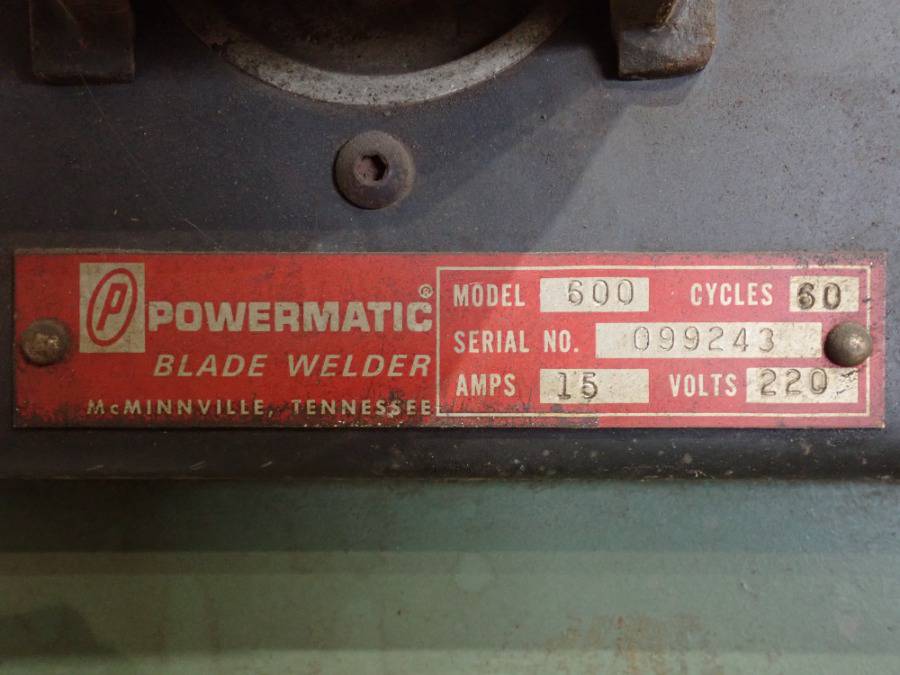 P POWERMATIC®
BLADE WELDER
McMINNVILLE, TENNESSEE
MODEL 600 CYCLES 60
SERIAL NO. 099243
AMPS 15 VOLTS 220